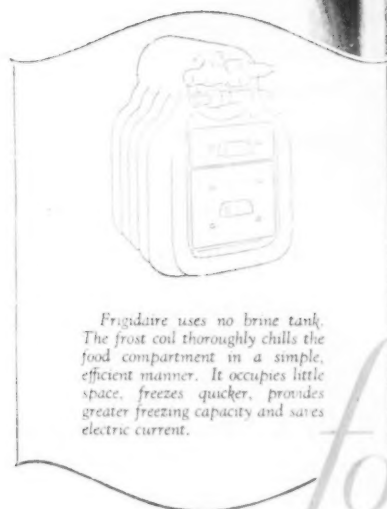 Frigidaire uses no brine tank.
The frost coil thoroughly chills the
food compartment in a simple,
efficient manner. It occupies little
space, freezes quicker, provides
greater freezing capacity and saves
electric current.
fo